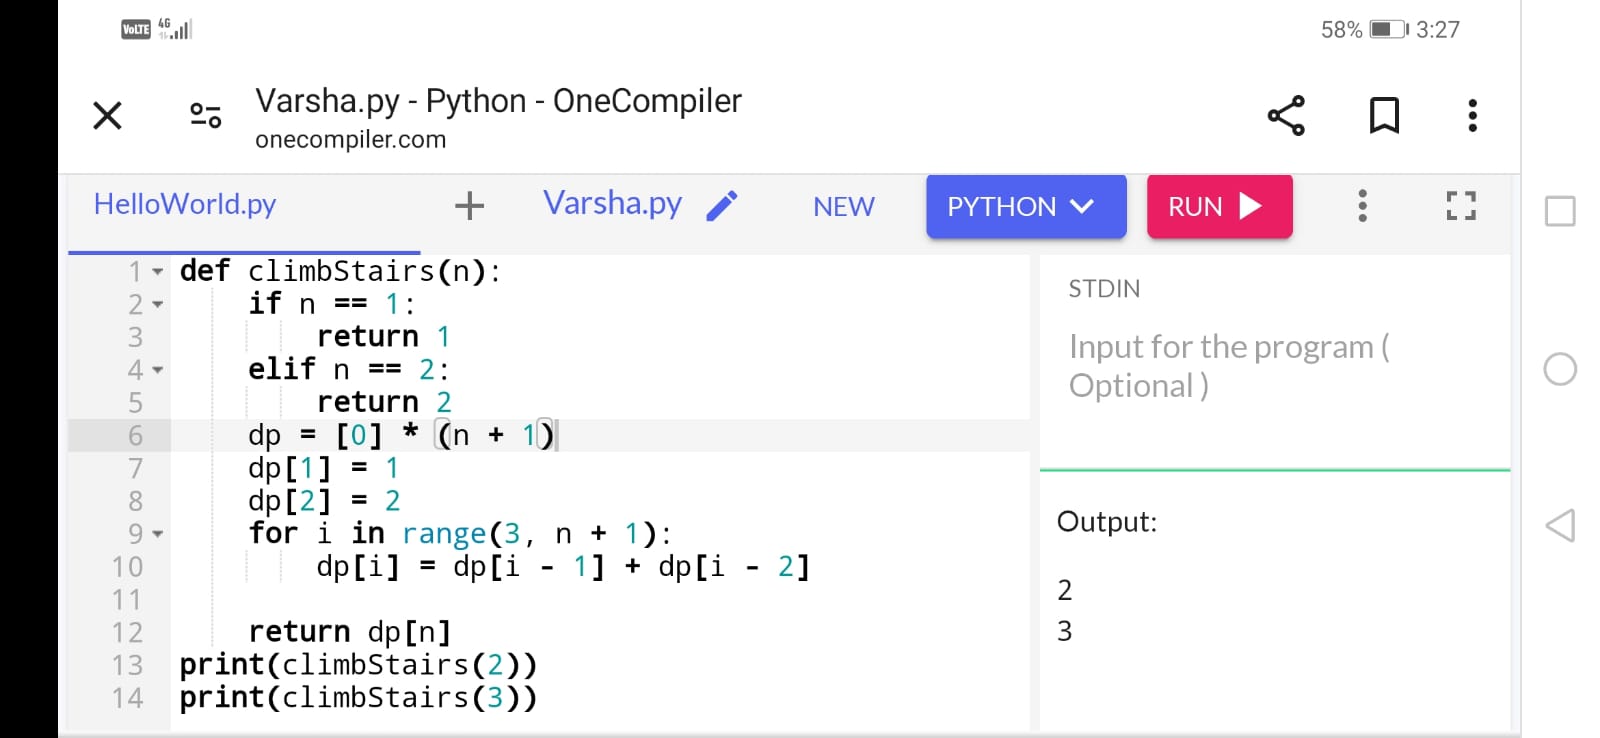 VoLTE 4G 58% 3:27
Varsha.py - Python - OneCompiler
onecompiler.com
HelloWorld.py + Varsha.py NEW PYTHON RUN
1 def climbStairs(n):
2     if n == 1:
3         return 1
4     elif n == 2:
5         return 2
6     dp = [0] * (n + 1)
7     dp[1] = 1
8     dp[2] = 2
9     for i in range(3, n + 1):
10         dp[i] = dp[i - 1] + dp[i - 2]
11
12     return dp[n]
13 print(climbStairs(2))
14 print(climbStairs(3))
STDIN
Input for the program (
Optional )
Output:
2
3